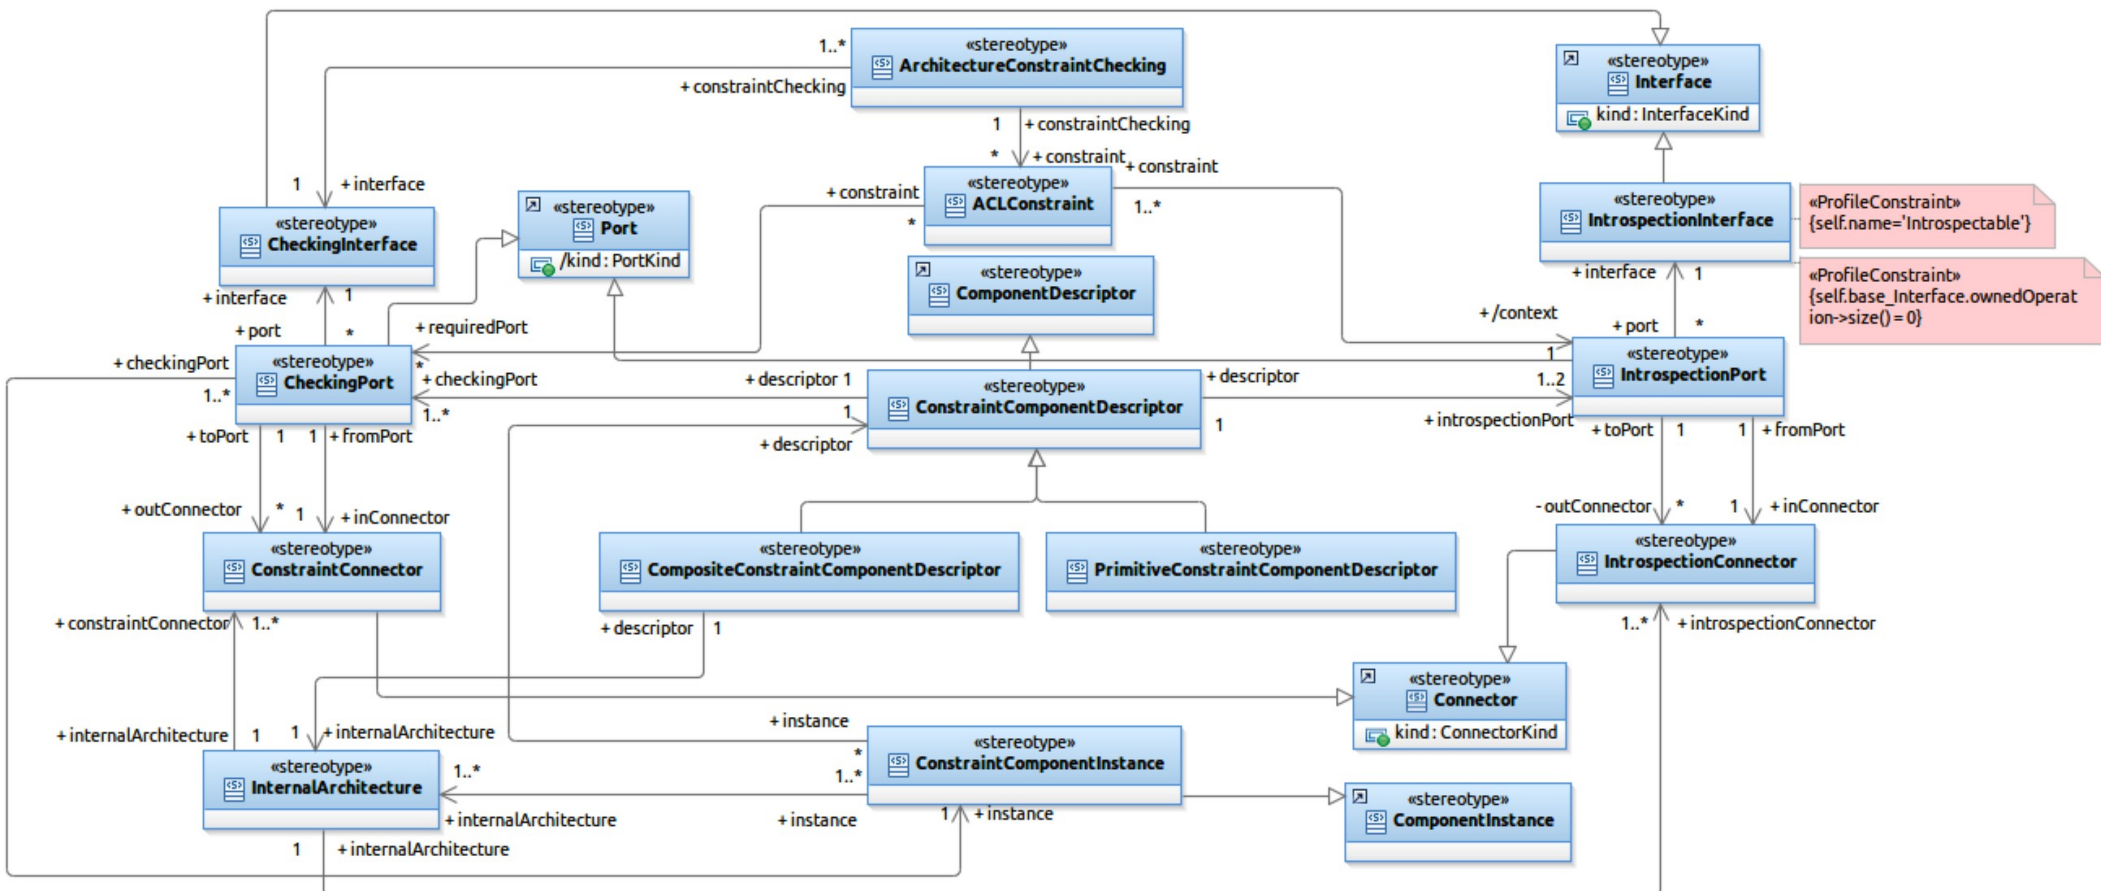 1..*
«stereotype»
ArchitectureConstraintChecking
+ constraintChecking
«stereotype»
Interface
kind : InterfaceKind
1
+ constraintChecking
*
+ constraint
+ constraint
1
+ interface
+ constraint
*
«stereotype»
ACLConstraint
1..*
«stereotype»
CheckingInterface
«stereotype»
Port
/kind : PortKind
«stereotype»
IntrospectionInterface
«ProfileConstraint»
{self.name='Introspectable'}
«ProfileConstraint»
{self.base_Interface.ownedOperat
ion->size() = 0}
+ interface
1
«stereotype»
ComponentDescriptor
+ interface
1
+ port
*
+ requiredPort
+ /context
+ port
*
+ checkingPort
1..*
«stereotype»
CheckingPort
*
+ checkingPort
1..*
+ descriptor 1
«stereotype»
ConstraintComponentDescriptor
+ descriptor
1
1
1..2
+ introspectionPort
«stereotype»
IntrospectionPort
+ toPort
1
1
+ fromPort
1
+ descriptor
+ toPort
1
1
+ fromPort
+ outConnector
*
1
+ inConnector
- outConnector
*
1
+ inConnector
«stereotype»
ConstraintConnector
«stereotype»
CompositeConstraintComponentDescriptor
«stereotype»
PrimitiveConstraintComponentDescriptor
«stereotype»
IntrospectionConnector
+ constraintConnector
1..*
+ descriptor
1
1..*
+ introspectionConnector
«stereotype»
Connector
kind : ConnectorKind
+ internalArchitecture
1
1
+ internalArchitecture
+ instance
*
«stereotype»
InternalArchitecture
1..*
+ internalArchitecture
1..*
+ instance
«stereotype»
ConstraintComponentInstance
1
+ instance
«stereotype»
ComponentInstance
1
+ internalArchitecture